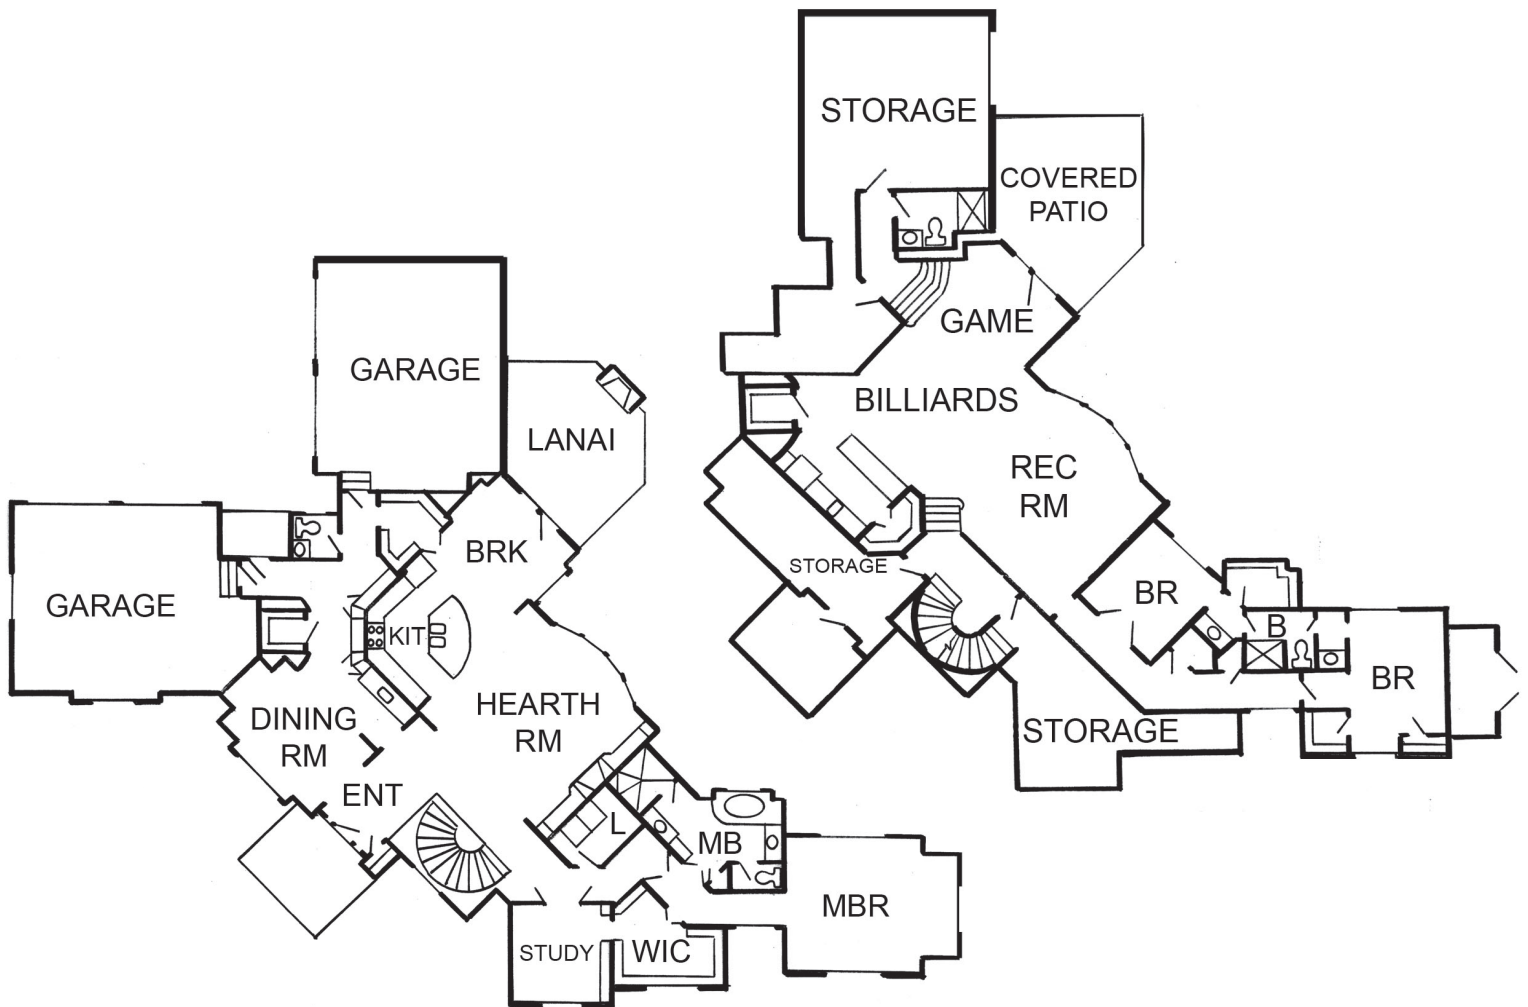 STORAGE
COVERED
PATIO
GAME
GARAGE
BILLIARDS
LANAI
REC
RM
BRK
STORAGE
GARAGE
KIT
BR
B
HEARTH
RM
DINING
RM
BR
STORAGE
ENT
L
MB
MBR
STUDY
WIC